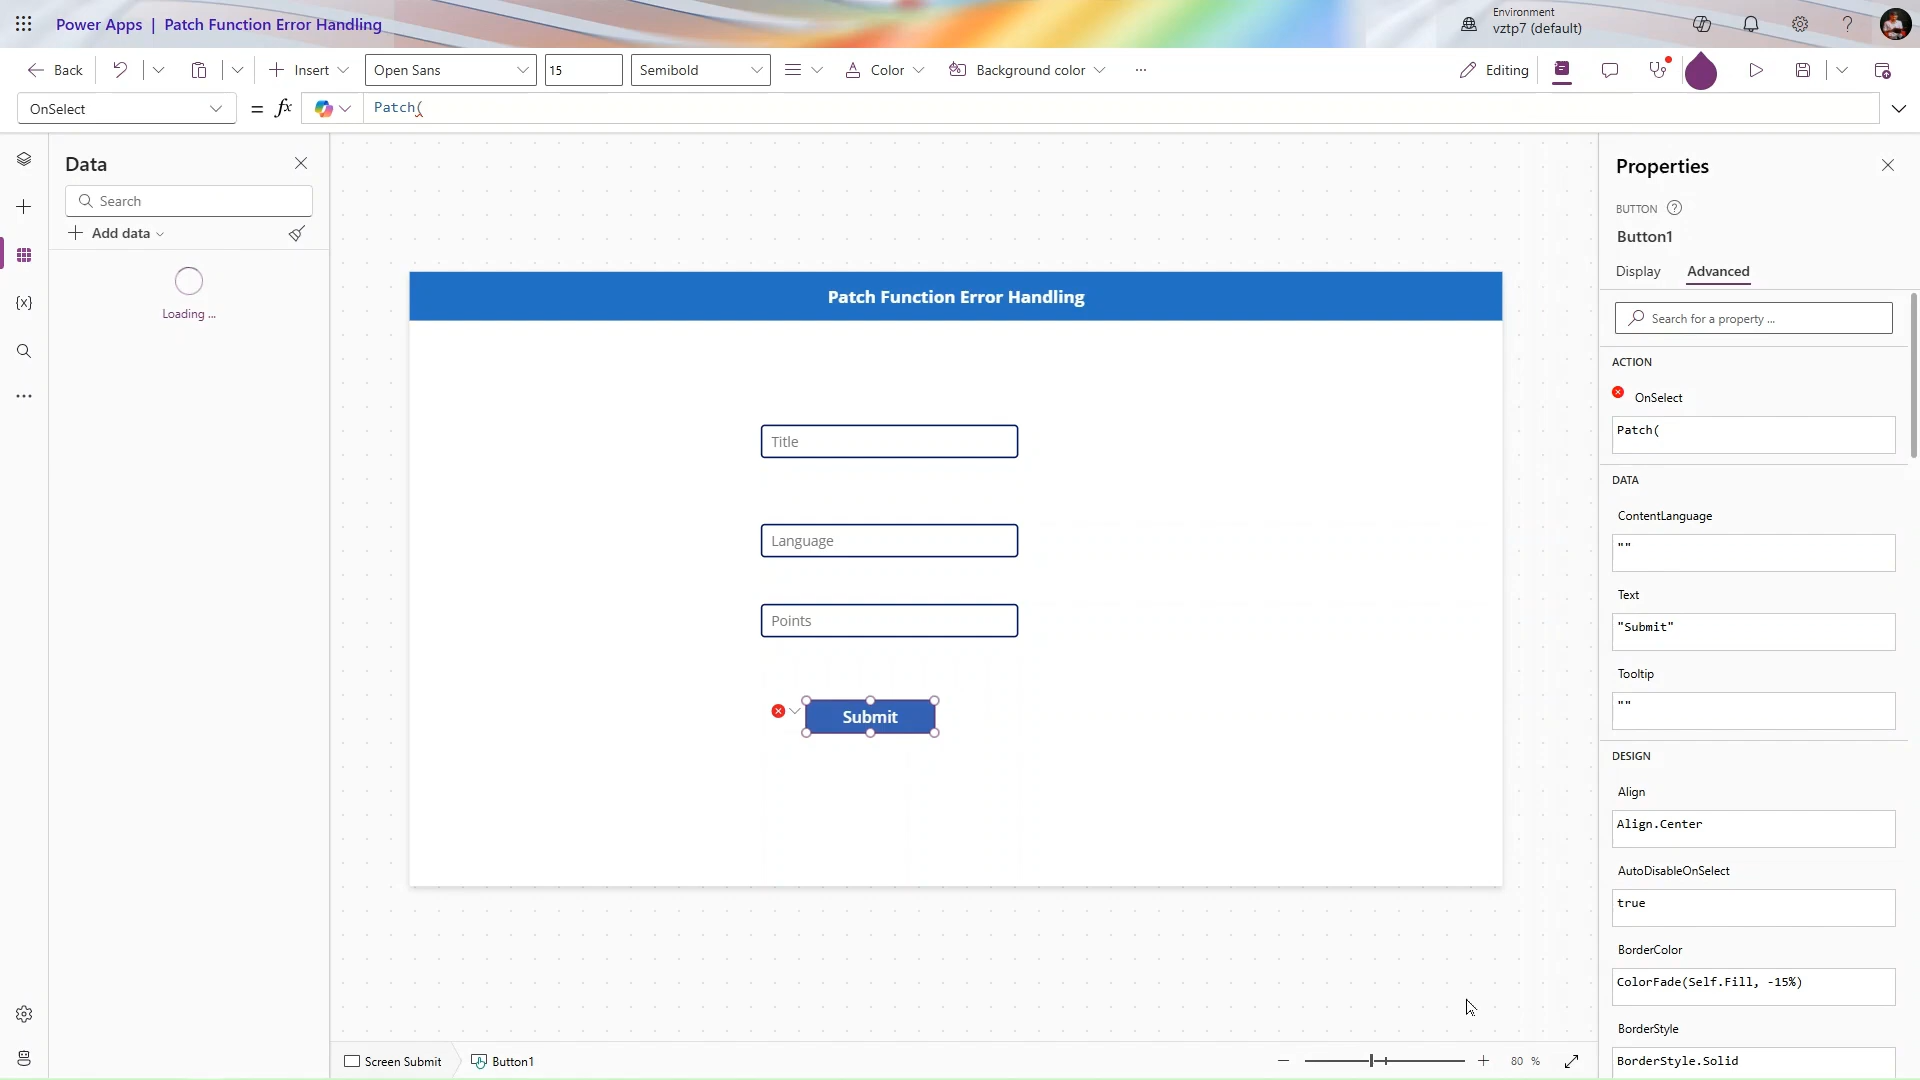 Power Apps | Patch Function Error Handling
Environment
vztp7 (default)
Back
Insert
Open Sans
15
Semibold
Color
Background color
...
Editing
OnSelect
= fx
Patch(
Data
Search
Add data
Loading ...
{x}
Patch Function Error Handling
Title
Language
Points
Submit
Properties
BUTTON ?
Button1
Display Advanced
Search for a property ...
ACTION
OnSelect
Patch(
DATA
ContentLanguage
""
Text
"Submit"
Tooltip
""
DESIGN
Align
Align.Center
AutoDisableOnSelect
true
BorderColor
ColorFade(Self.Fill, -15%)
BorderStyle
BorderStyle.Solid
Screen Submit
Button1
80 %